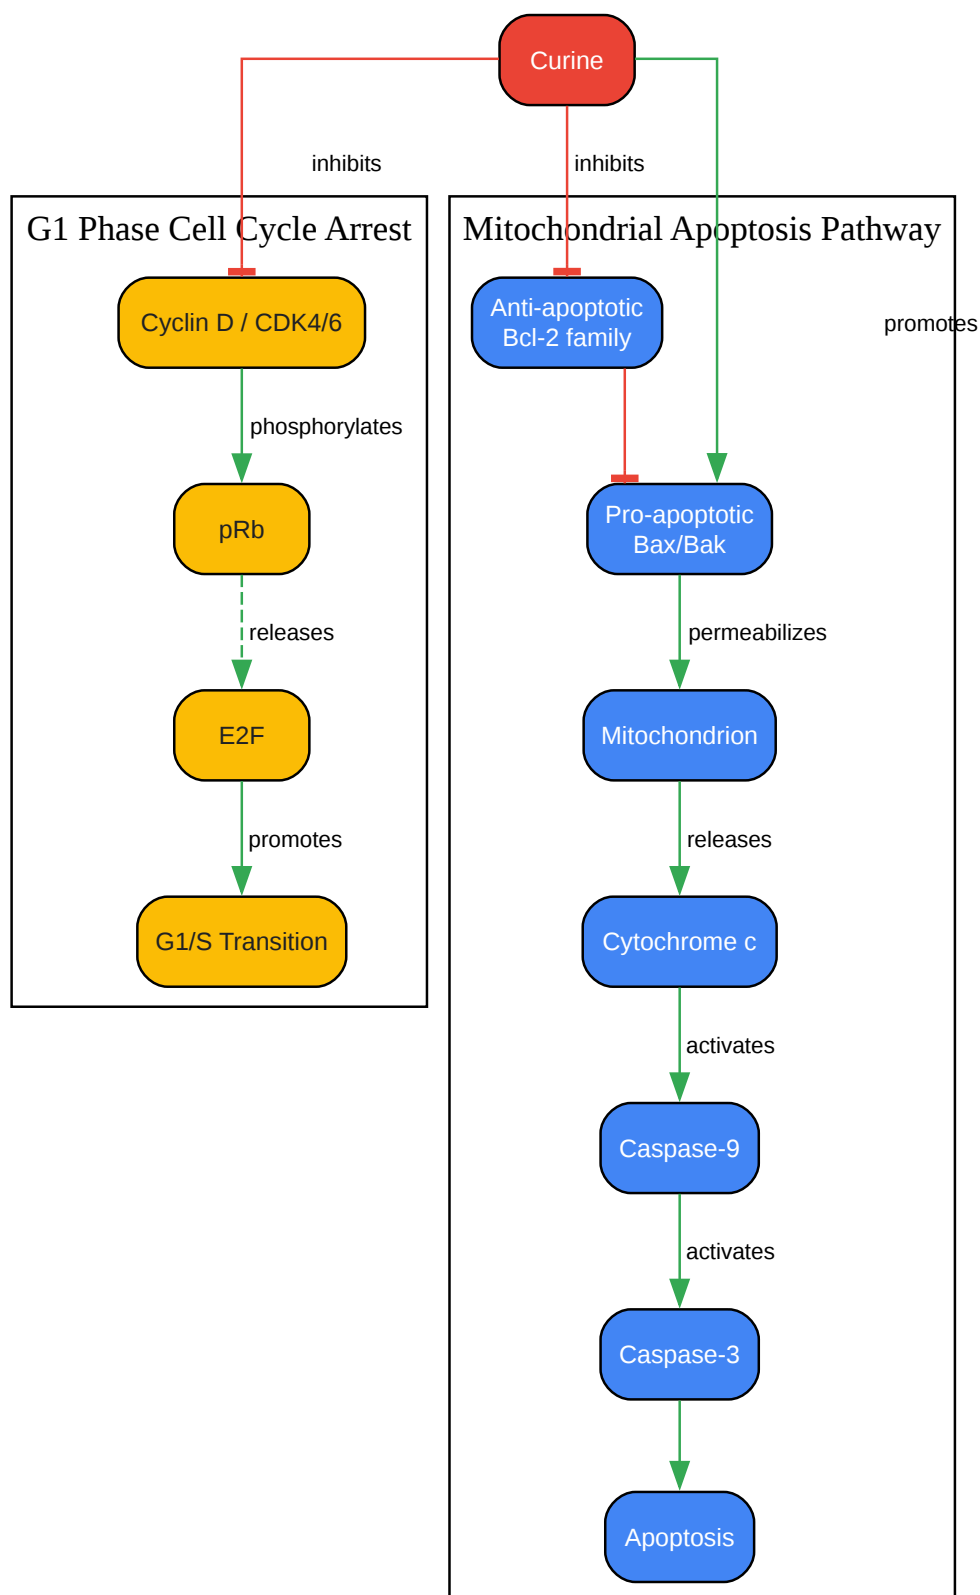 Curine
inhibits
inhibits
G1 Phase Cell Cycle Arrest
Mitochondrial Apoptosis Pathway
Cyclin D / CDK4/6
Anti-apoptotic
Bcl-2 family
promotes
phosphorylates
pRb
Pro-apoptotic
Bax/Bak
releases
permeabilizes
E2F
Mitochondrion
promotes
releases
G1/S Transition
Cytochrome c
activates
Caspase-9
activates
Caspase-3
Apoptosis